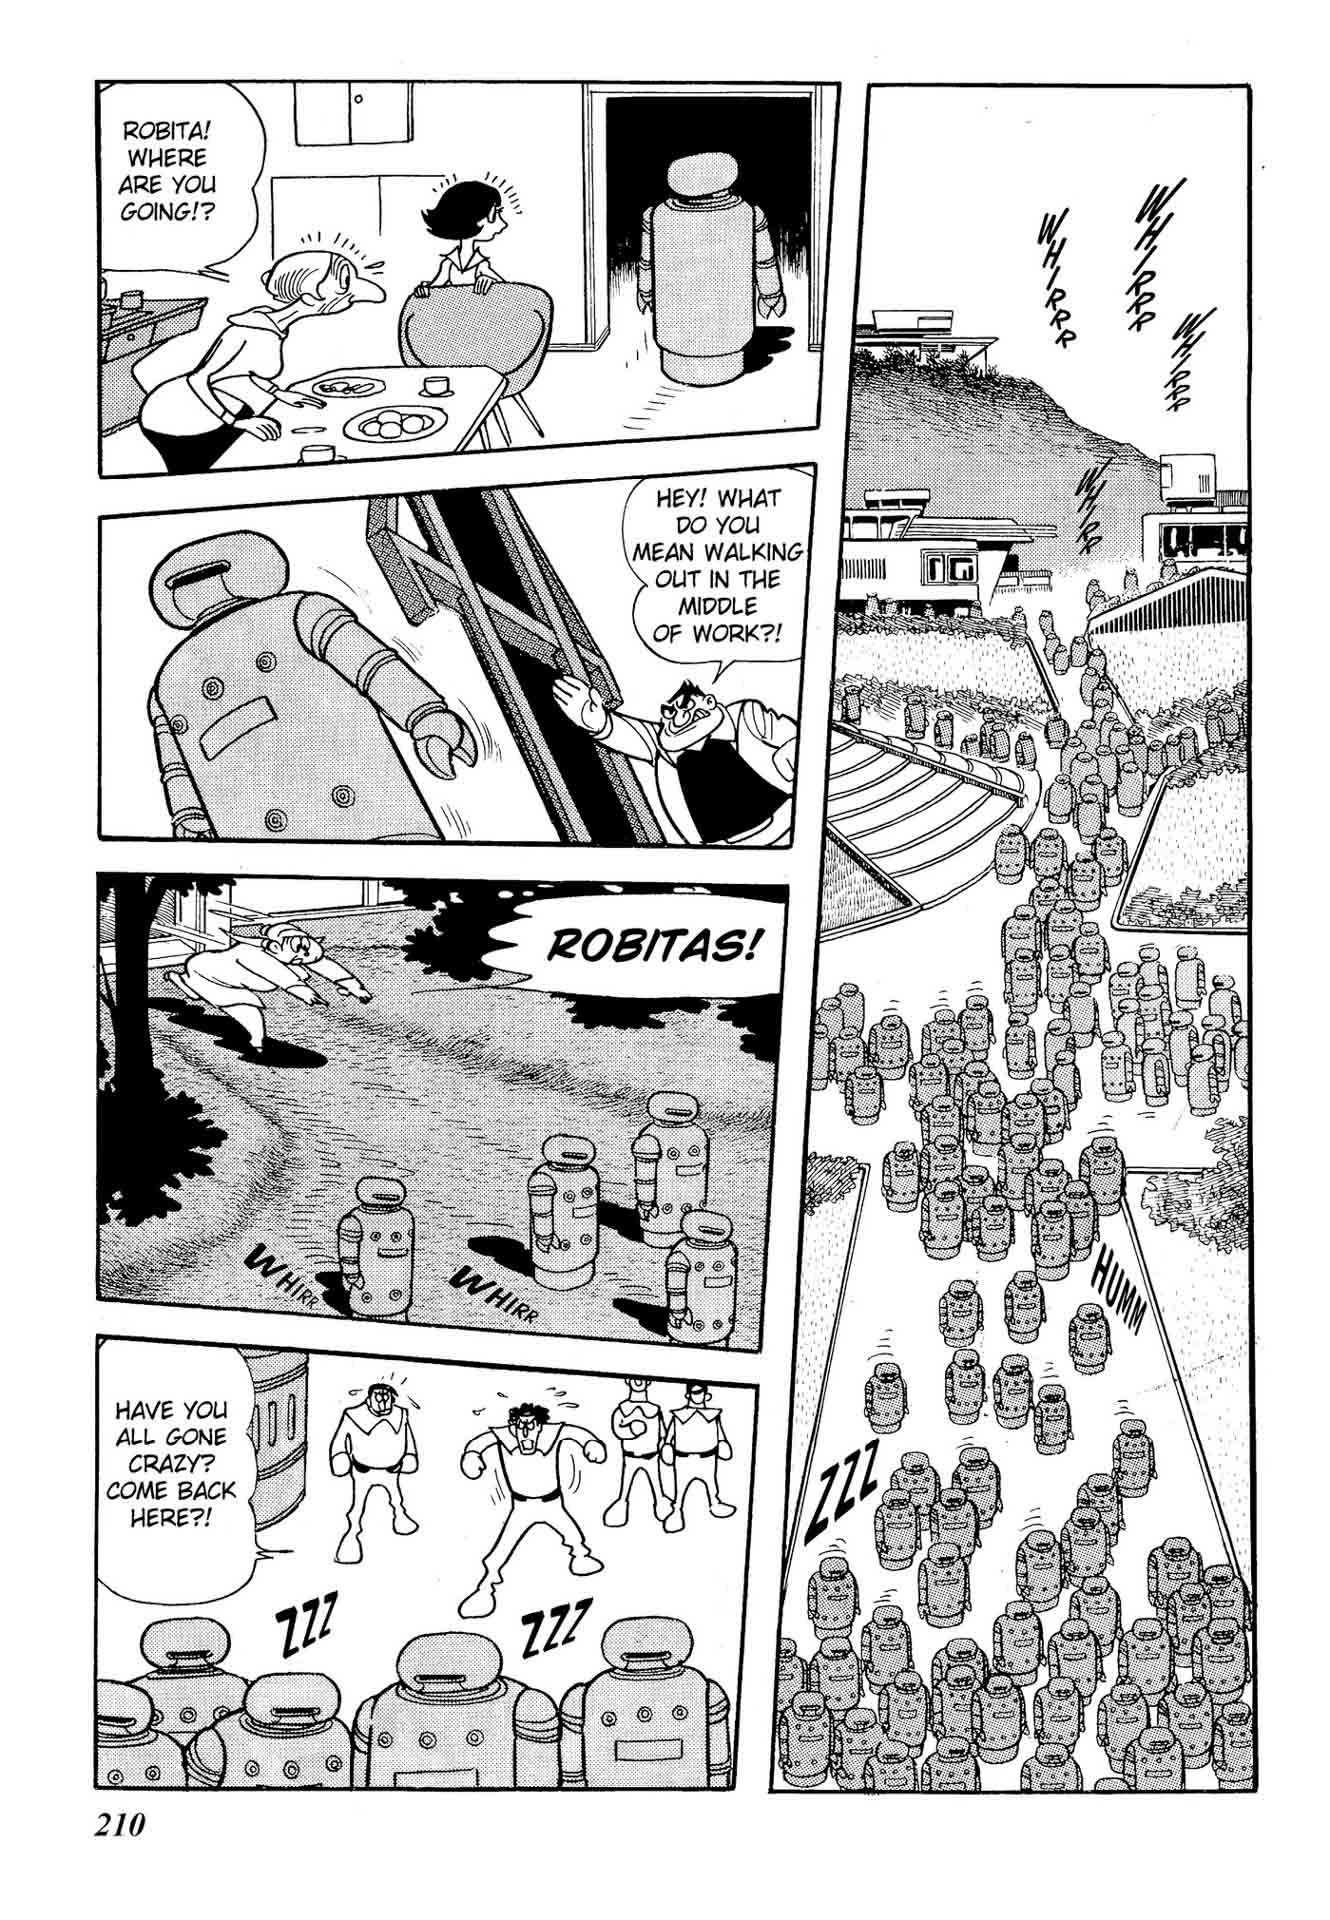 ROBITA!
WHERE
ARE YOU
GOING!?
HEY! WHAT
DO YOU
MEAN WALKING
OUT IN THE
MIDDLE
OF WORK?!
ROBITAS!
WHIRR
WHIRR
HAVE YOU
ALL GONE
CRAZY?
COME BACK
HERE?!
ZZZ
ZZZ
WHIRRR
WHIRRR
WHIRRR
WHIRR
HUMM
ZZZ
210